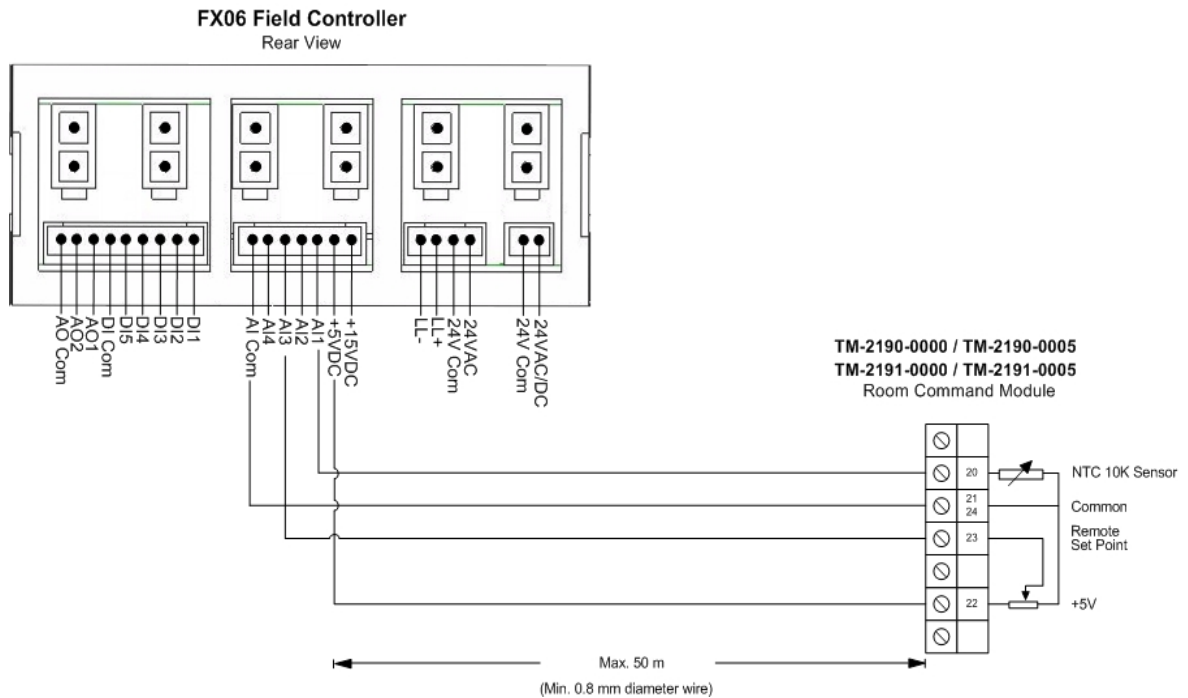 FX06 Field Controller
Rear View
AO Com
AO2
AO1
DI Com
DI5
DI4
DI3
DI2
DI1
AI Com
AI4
AI3
AI2
AI1
+5VDC
+15VDC
LL-
LL+
24V Com
24VAC
24V Com
24VAC/DC
TM-2190-0000 / TM-2190-0005
TM-2191-0000 / TM-2191-0005
Room Command Module
20
NTC 10K Sensor
21
24
Common
23
Remote
Set Point
22
+5V
Max. 50 m
(Min. 0.8 mm diameter wire)